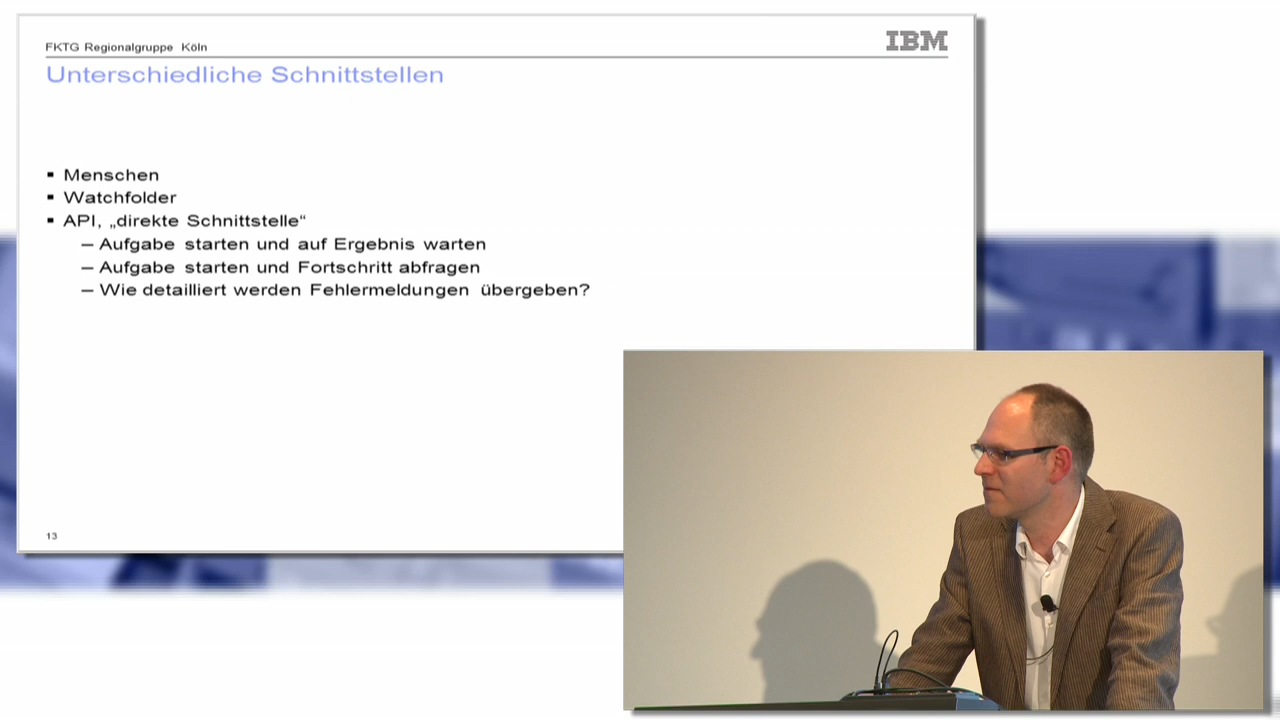 FKTG Regionalgruppe Köln
IBM
Unterschiedliche Schnittstellen
▪ Menschen
▪ Watchfolder
▪ API, „direkte Schnittstelle“
– Aufgabe starten und auf Ergebnis warten
– Aufgabe starten und Fortschritt abfragen
– Wie detailliert werden Fehlermeldungen übergeben?
13